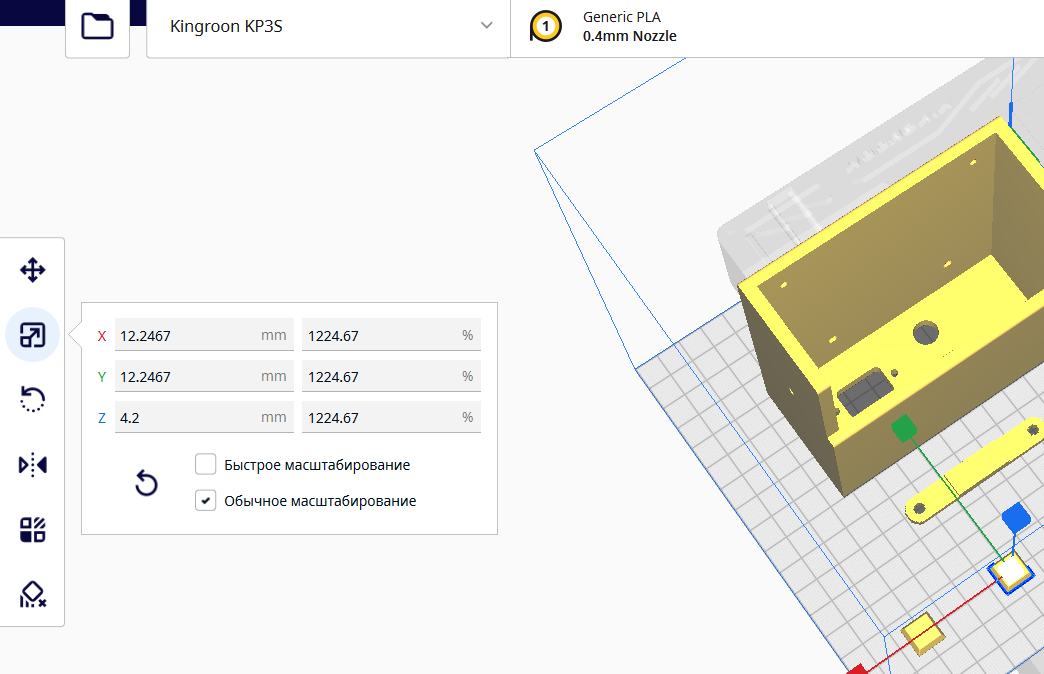 Kingroon KP3S
1
Generic PLA
0.4mm Nozzle
X 12.2467 mm 1224.67 %
Y 12.2467 mm 1224.67 %
Z 4.2 mm 1224.67 %
Быстрое масштабирование
Обычное масштабирование